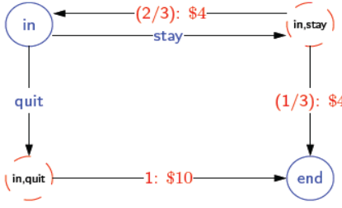 (2/3): $4
in
in,stay
stay
quit
(1/3): $4
in,quit
1: $10
end